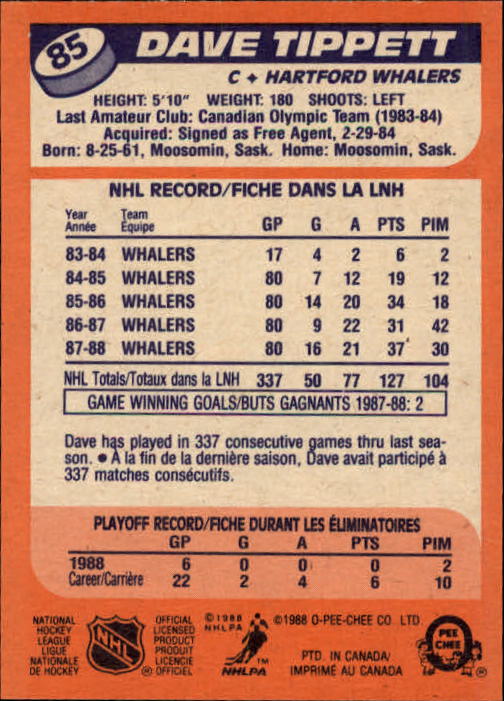 85 DAVE TIPPETT
C ♦ HARTFORD WHALERS
HEIGHT: 5'10" WEIGHT: 180 SHOOTS: LEFT
Last Amateur Club: Canadian Olympic Team (1983-84)
Acquired: Signed as Free Agent, 2-29-84
Born: 8-25-61, Moosomin, Sask. Home: Moosomin, Sask.
NHL RECORD/FICHE DANS LA LNH
Year Team
Année Équipe GP G A PTS PIM
83-84 WHALERS 17 4 2 6 2
84-85 WHALERS 80 7 12 19 12
85-86 WHALERS 80 14 20 34 18
86-87 WHALERS 80 9 22 31 42
87-88 WHALERS 80 16 21 37 30
NHL Totals/Totaux dans la LNH 337 50 77 127 104
GAME WINNING GOALS/BUTS GAGNANTS 1987-88: 2
Dave has played in 337 consecutive games thru last sea-
son. ● À la fin de la dernière saison, Dave avait participé à
337 matches consécutifs.
PLAYOFF RECORD/FICHE DURANT LES ÉLIMINATOIRES
GP G A PTS PIM
1988 6 0 0 0 2
Career/Carrière 22 2 4 6 10
NATIONAL
HOCKEY
LEAGUE
LIGUE
NATIONALE
DE HOCKEY
NHL
OFFICIAL
LICENSED
PRODUCT
PRODUIT
LICENCIE
® OFFICIEL
©1988
NHLPA
™
NHLPA
©1988 O-PEE-CHEE CO. LTD.
PTD. IN CANADA/
IMPRIMÉ AU CANADA
O
PEE
CHEE
®